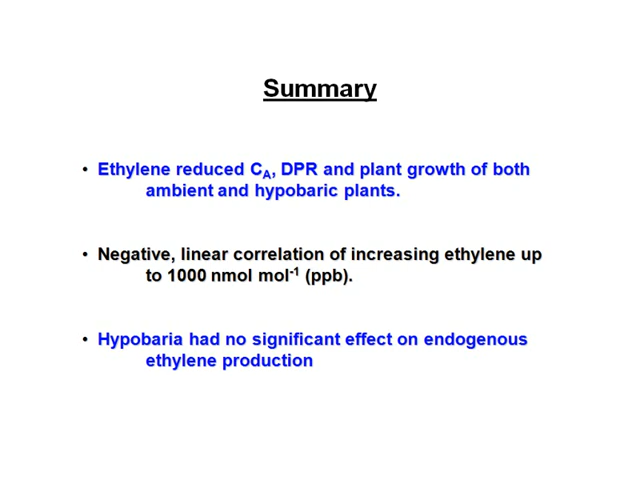 Summary
• Ethylene reduced CA, DPR and plant growth of both
ambient and hypobaric plants.
• Negative, linear correlation of increasing ethylene up
to 1000 nmol mol-1 (ppb).
• Hypobaria had no significant effect on endogenous
ethylene production